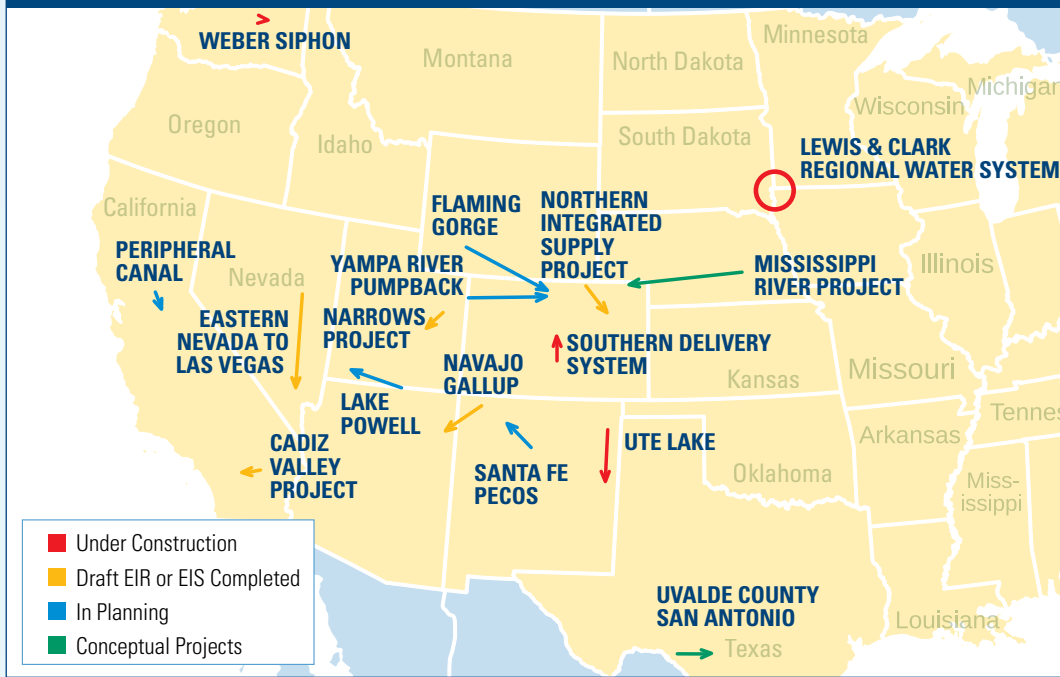 WEBER SIPHON
Montana
North Dakota
Minnesota
Michigan
Wisconsin
Oregon
Idaho
South Dakota
LEWIS & CLARK
REGIONAL WATER SYSTEM
California
FLAMING
GORGE
NORTHERN
INTEGRATED
SUPPLY
PROJECT
PERIPHERAL
CANAL
Nevada
YAMPA RIVER
PUMPBACK
MISSISSIPPI
RIVER PROJECT
Illinois
EASTERN
NEVADA TO
LAS VEGAS
NARROWS
PROJECT
NAVAJO
GALLUP
SOUTHERN DELIVERY
SYSTEM
Kansas
Missouri
LAKE
POWELL
Tennes
CADIZ
VALLEY
PROJECT
SANTA FE
PECOS
UTE LAKE
Oklahoma
Arkansas
Miss-
issippi
Under Construction
Draft EIR or EIS Completed
In Planning
Conceptual Projects
UVALDE COUNTY
SAN ANTONIO
Texas
Louisiana